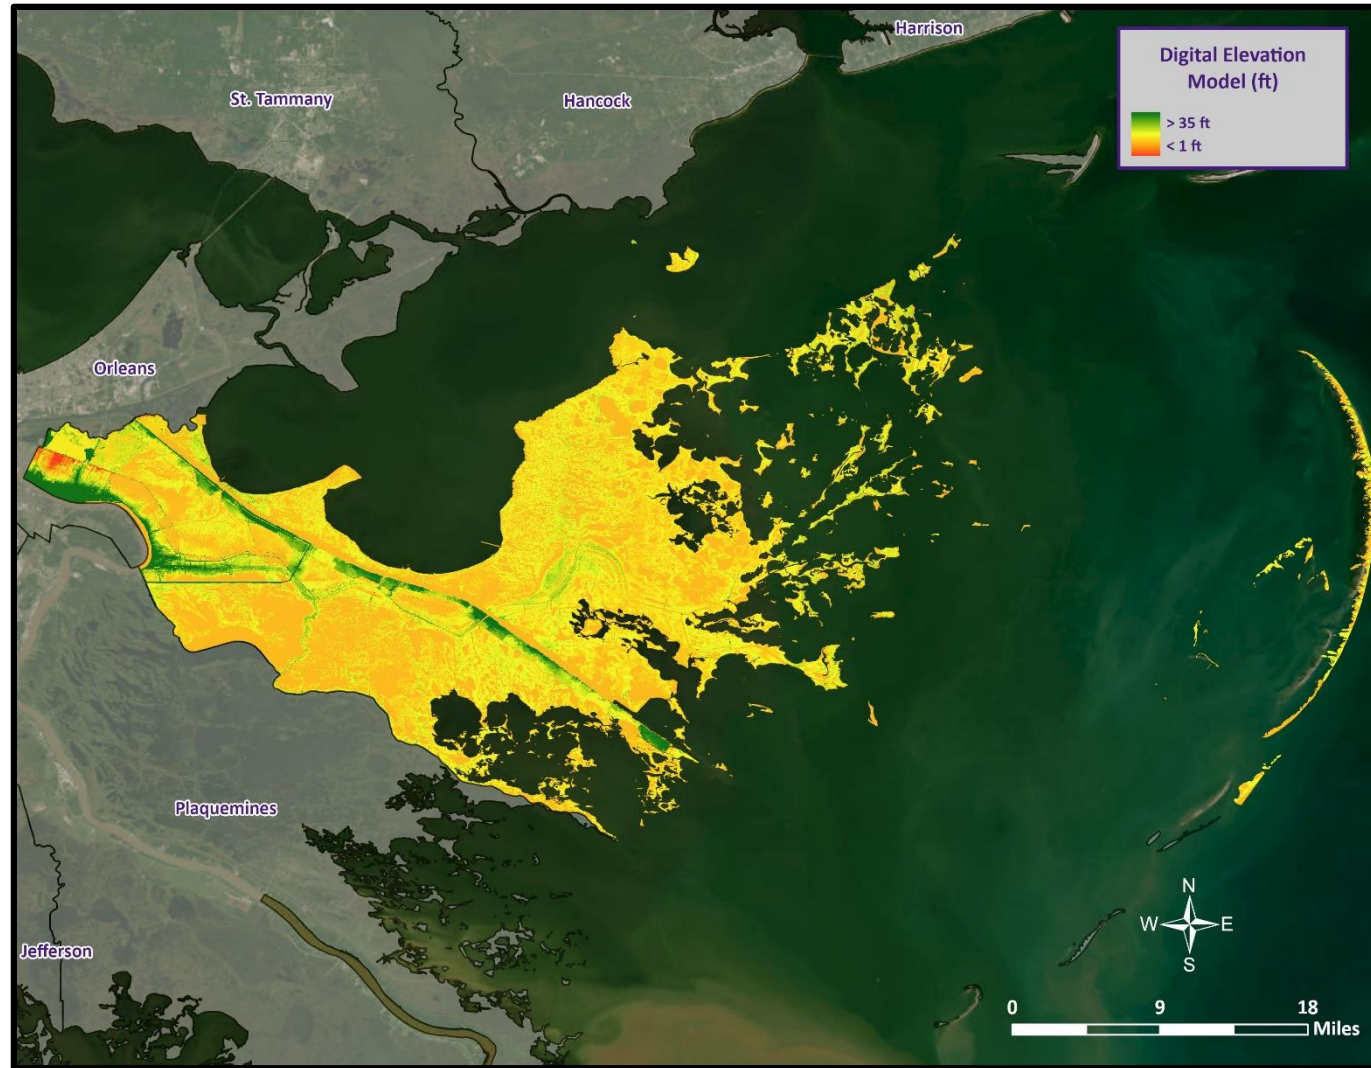 Harrison
Digital Elevation
Model (ft)
> 35 ft
< 1 ft
St. Tammany
Hancock
Orleans
Plaquemines
Jefferson
N
W
E
S
0
9
18
Miles